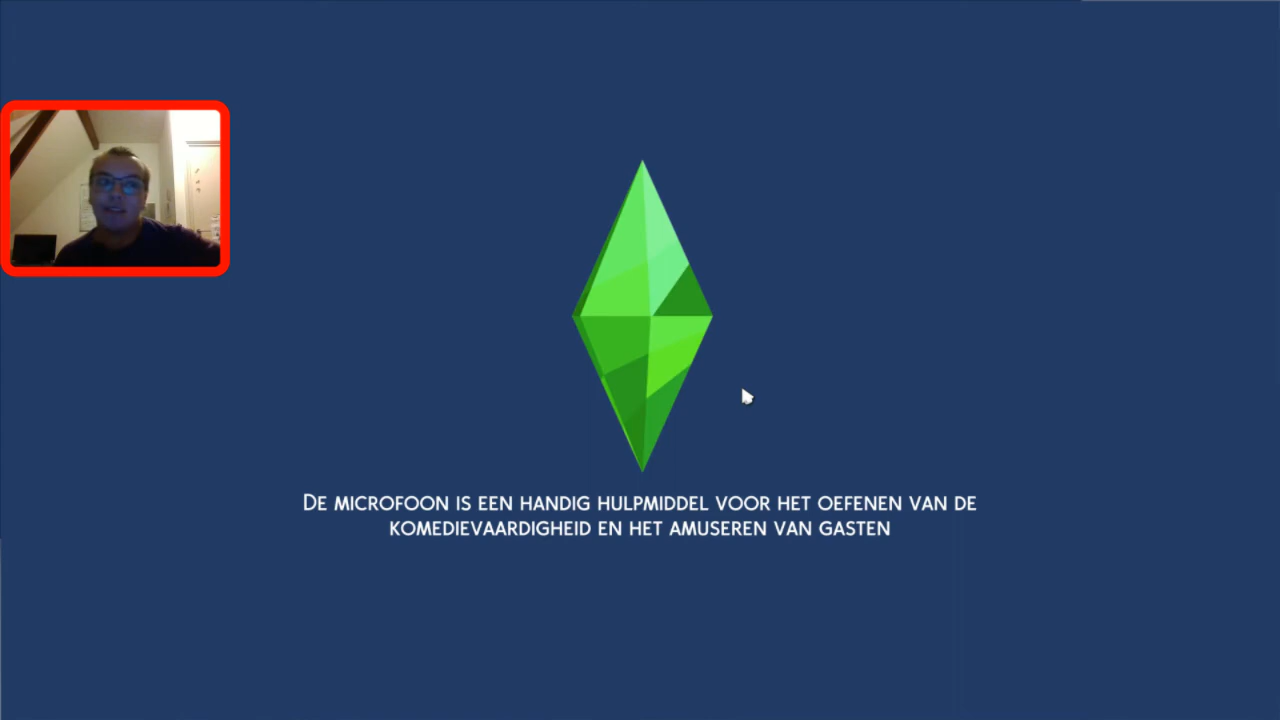 De microfoon is een handig hulpmiddel voor het oefenen van de
komedievaardigheid en het amuseren van gasten